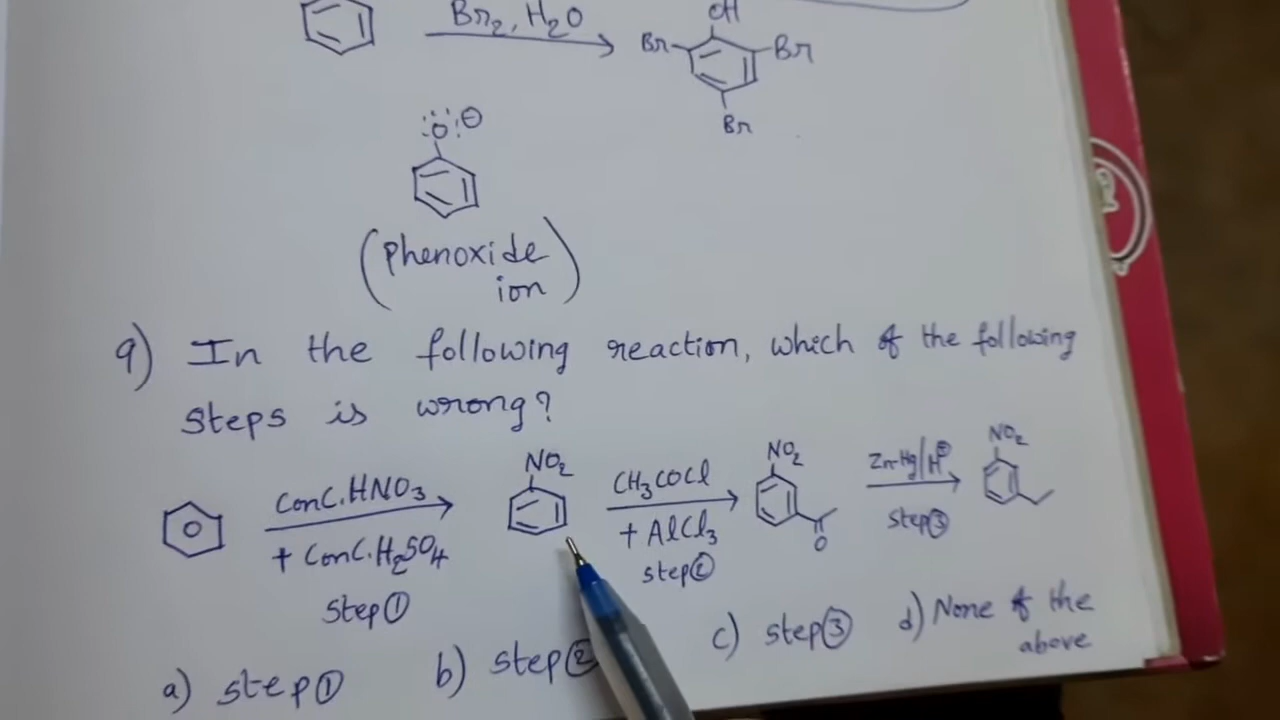 Br2, H2O
OH
Br
Br
Br
:O: ⊖
(Phenoxide
ion)
9) In the following reaction, which of the following
steps is wrong?
ConC.HNO3
+ ConC.H2SO4
Step ①
NO2
CH3COCl
+ AlCl3
step ②
NO2
O
Zn-Hg/H⊕
step ③
NO2
a) step ① b) step ② c) step ③ d) None of the
above